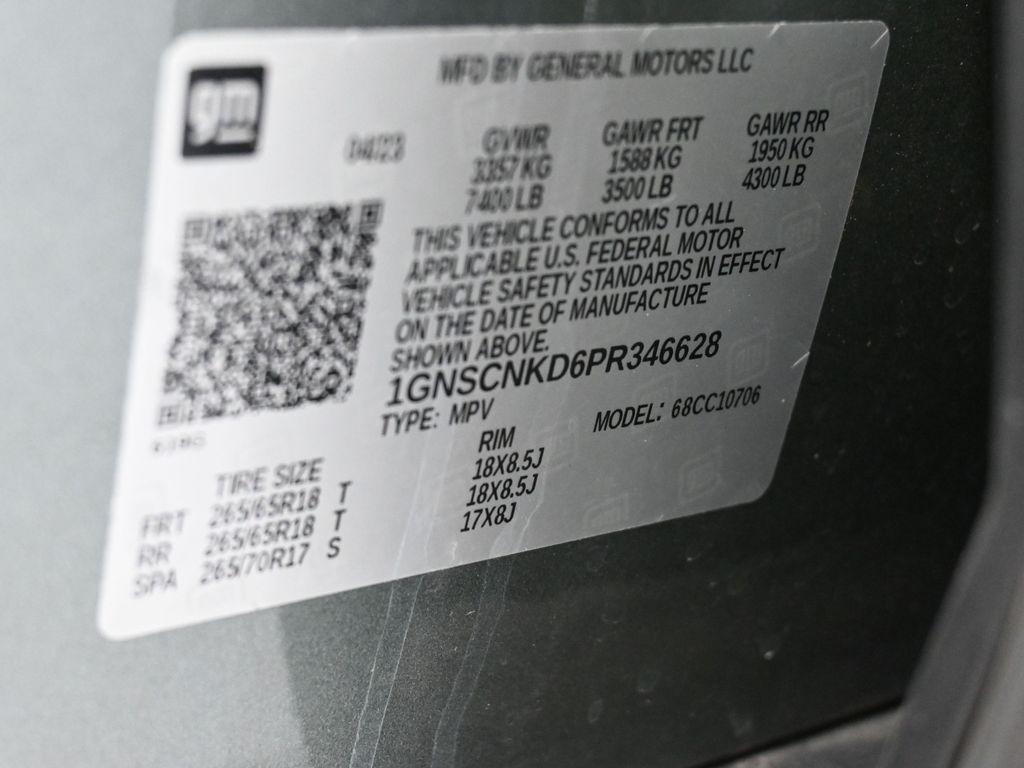 gm
MFD BY GENERAL MOTORS LLC
04/23
GVWR GAWR FRT GAWR RR
3357 KG 1588 KG 1950 KG
7400 LB 3500 LB 4300 LB
THIS VEHICLE CONFORMS TO ALL
APPLICABLE U.S. FEDERAL MOTOR
VEHICLE SAFETY STANDARDS IN EFFECT
ON THE DATE OF MANUFACTURE
SHOWN ABOVE.
1GNSCNKD6PR346628
TYPE: MPV MODEL: 68CC10706
TIRE SIZE RIM
FRT 265/65R18 T 18X8.5J
RR 265/65R18 T 18X8.5J
SPA 265/70R17 S 17X8J